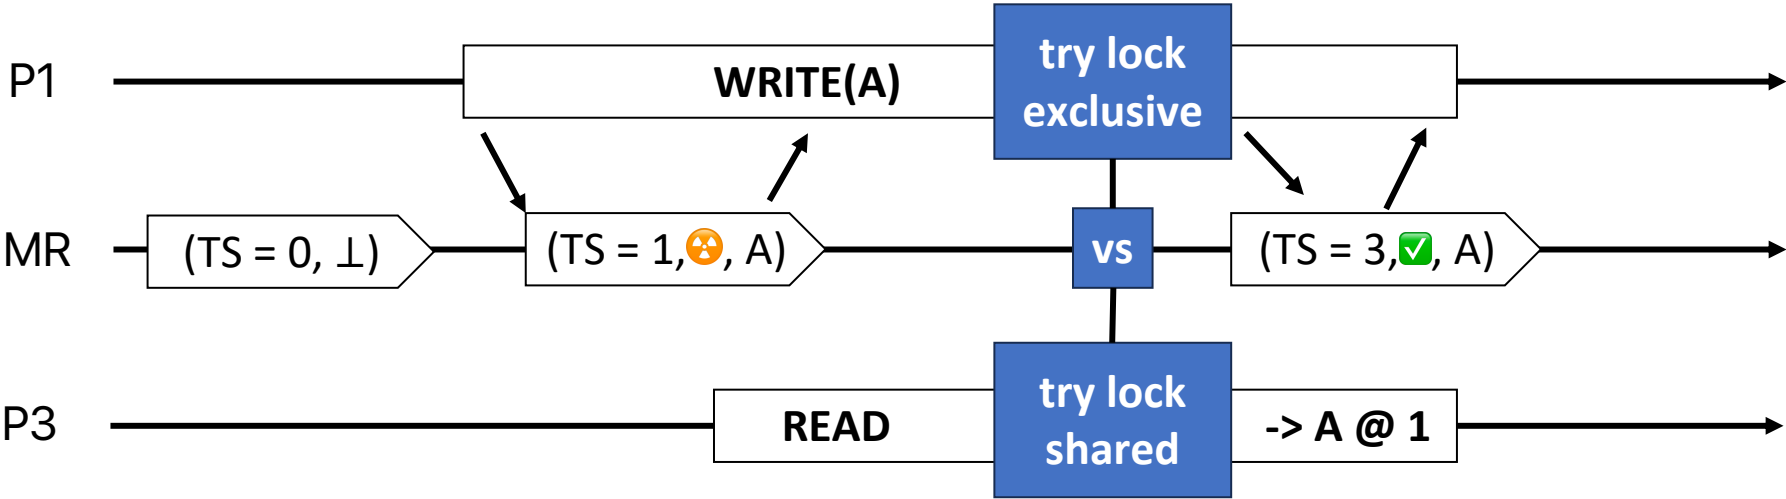 P1
WRITE(A)
try lock
exclusive
MR
(TS = 0, ⊥)
(TS = 1,☢️, A)
vs
(TS = 3,✅, A)
P3
READ
try lock
shared
-> A @ 1